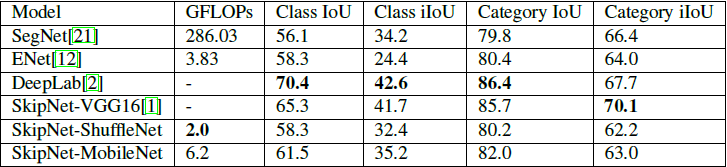 Model GFLOPs Class IoU Class iIoU Category IoU Category iIoU
SegNet[21] 286.03 56.1 34.2 79.8 66.4
ENet[12] 3.83 58.3 24.4 80.4 64.0
DeepLab[2] - 70.4 42.6 86.4 67.7
SkipNet-VGG16[1] - 65.3 41.7 85.7 70.1
SkipNet-ShuffleNet 2.0 58.3 32.4 80.2 62.2
SkipNet-MobileNet 6.2 61.5 35.2 82.0 63.0